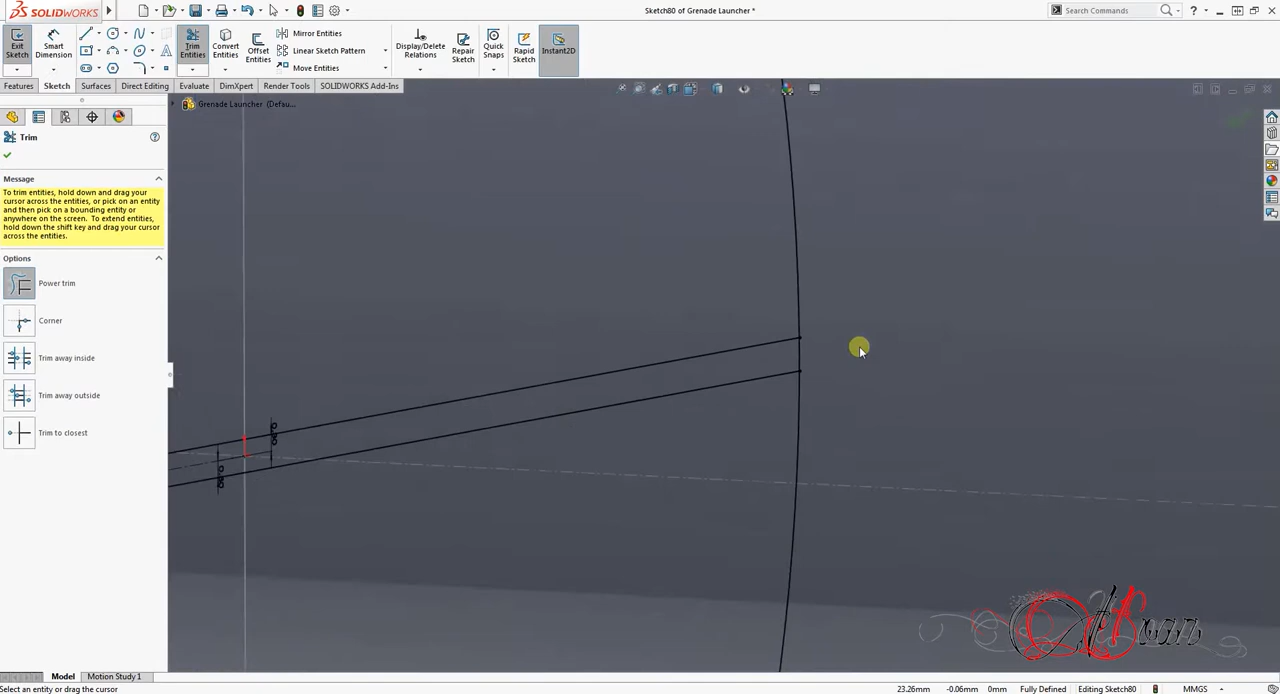 SOLIDWORKS
Sketch80 of Grenade Launcher *
Search Commands
Exit Sketch
Smart Dimension
Trim Entities
Convert Entities
Offset Entities
Mirror Entities
Linear Sketch Pattern
Move Entities
Display/Delete Relations
Repair Sketch
Quick Snaps
Rapid Sketch
Instant2D
Features
Sketch
Surfaces
Direct Editing
Evaluate
DimXpert
Render Tools
SOLIDWORKS Add-Ins
Grenade Launcher (Defau...
Trim
Message
To trim entities, hold down and drag your
cursor across the entities, or pick on an entity
and then pick on a bounding entity or
anywhere on the screen. To extend entities,
hold down the shift key and drag your cursor
across the entities.
Options
Power trim
Corner
Trim away inside
Trim away outside
Trim to closest
Model
Motion Study 1
Select an entity or drag the cursor
23.26mm
-0.06mm
0mm
Fully Defined
Editing Sketch80
MMGS